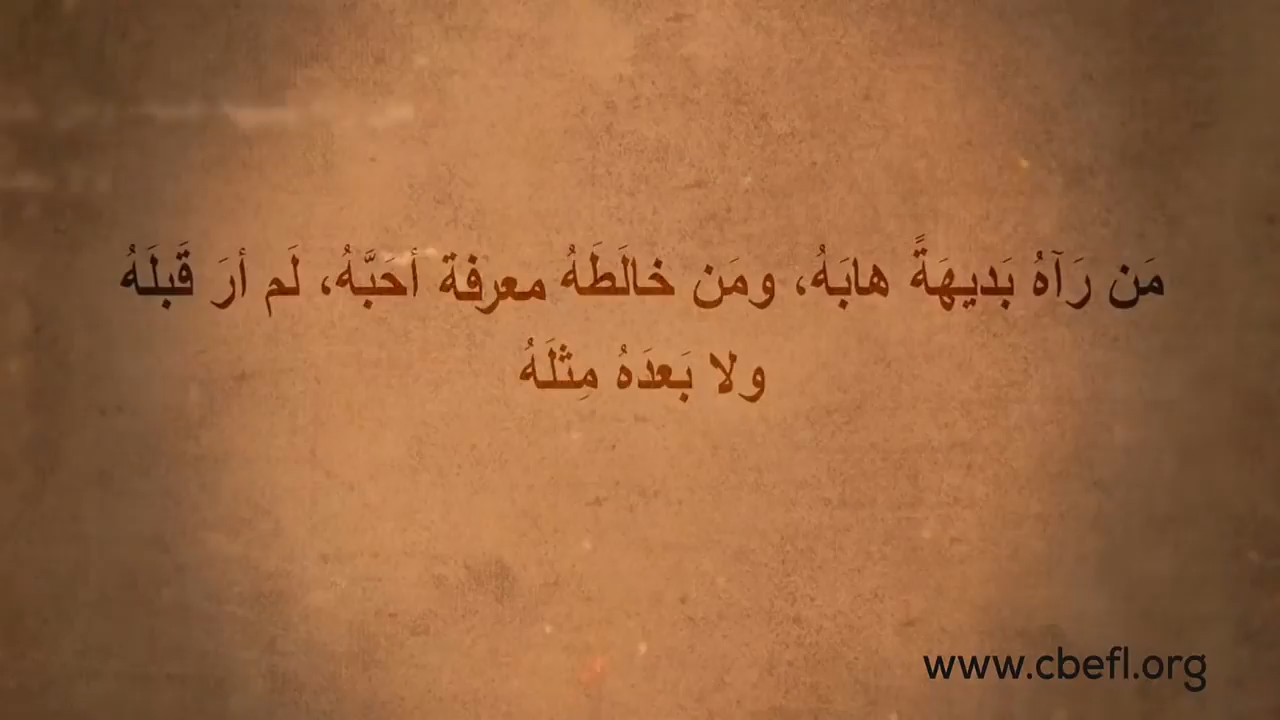 مَن رَآهُ بَديهَةً هابَهُ، ومَن خالَطَهُ معرفة أحَبَّهُ، لَم أرَ قَبلَهُ
ولا بَعدَهُ مِثلَهُ
www.cbefl.org